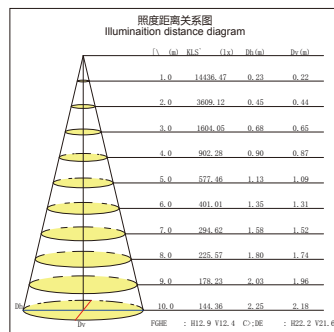 照度距离关系图
Illuminaition distance diagram
(m) KLS (lx) Dh(m) Dv(m)
1.0 14436.47 0.23 0.22
2.0 3609.12 0.45 0.44
3.0 1604.05 0.68 0.65
4.0 902.28 0.90 0.87
5.0 577.46 1.13 1.09
6.0 401.01 1.35 1.31
7.0 294.62 1.58 1.52
8.0 225.57 1.80 1.74
9.0 178.23 2.03 1.96
10.0 144.36 2.25 2.18
Dh
Dv
FGHE : H12.9 V12.4 :DE : H22.2 V21.6